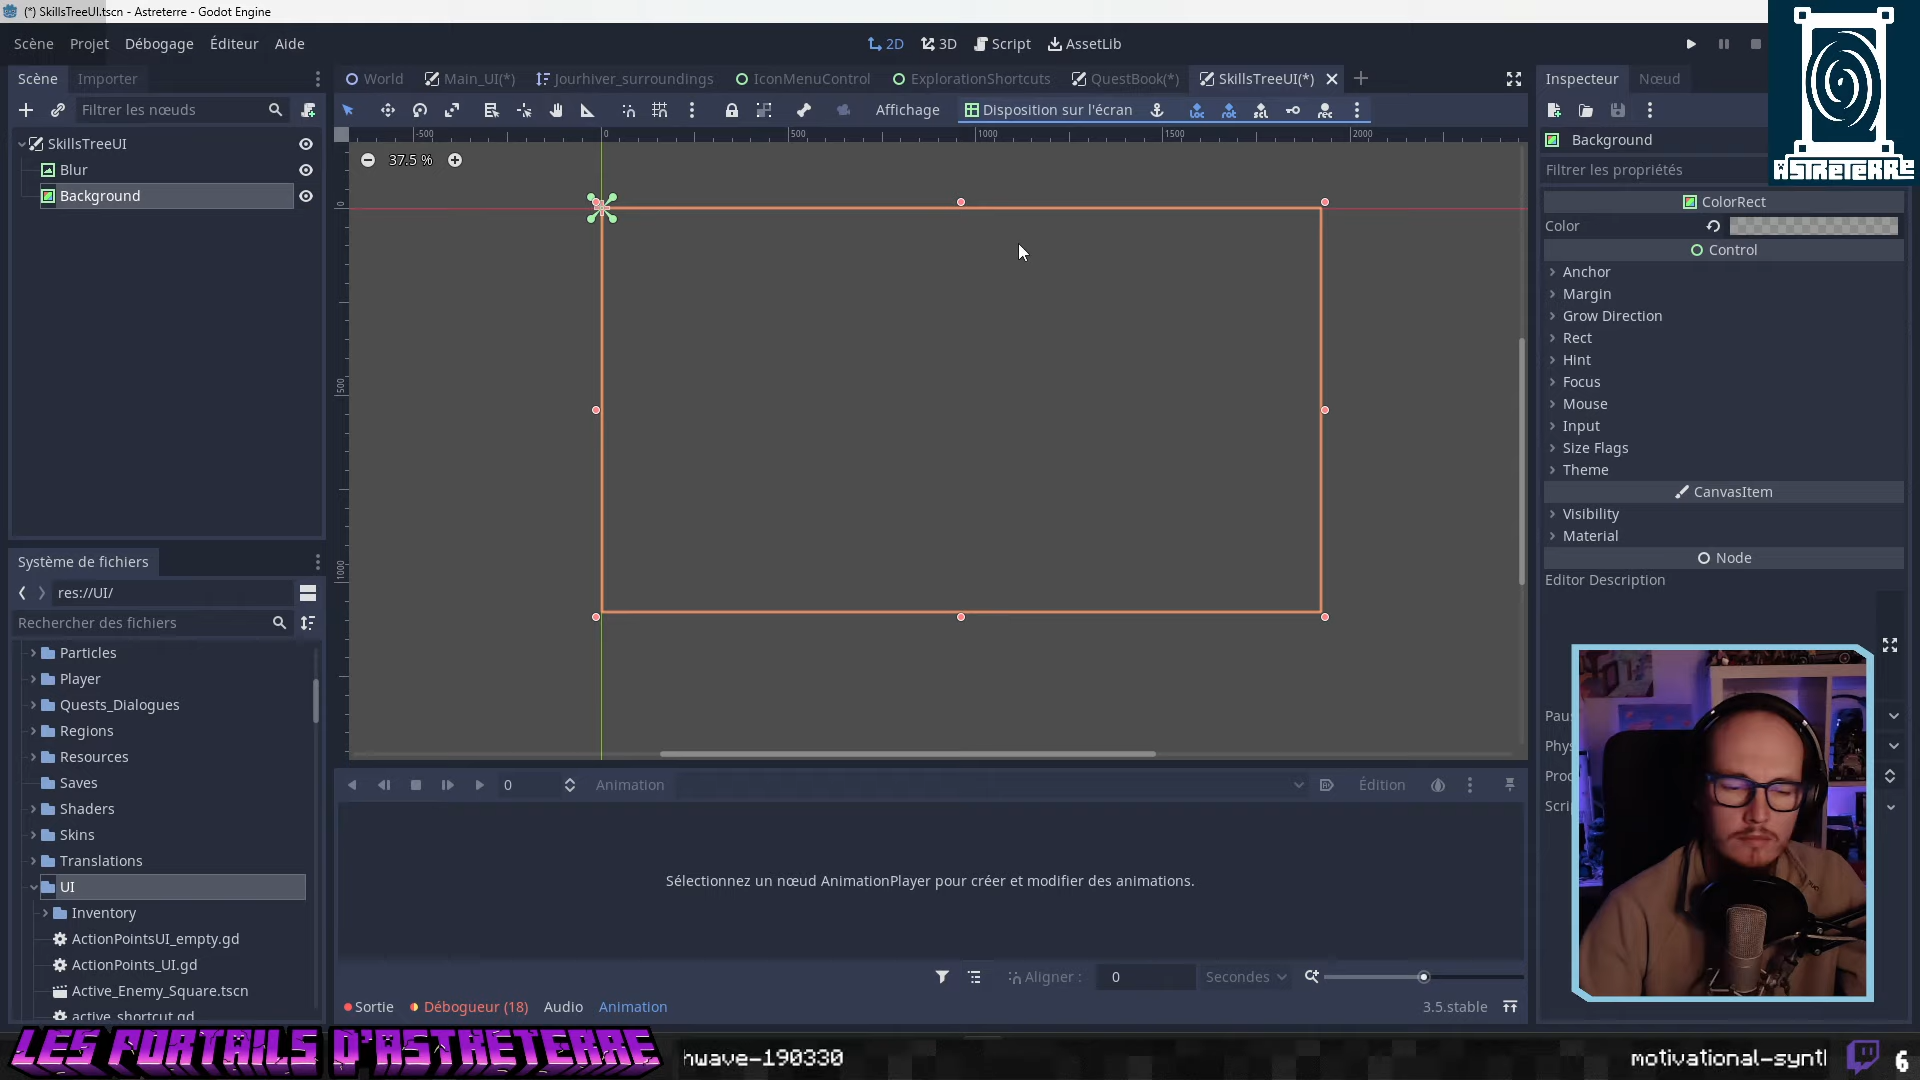 (*) SkillsTreeUI.tscn - Astreterre - Godot Engine
Scène Projet Débogage Éditeur Aide
2D 3D Script AssetLib
Scène Importer
World Main_UI(*) Jourhiver_surroundings IconMenuControl ExplorationShortcuts QuestBook(*) SkillsTreeUI(*)
Inspecteur Nœud
Filtrer les nœuds
Affichage Disposition sur l'écran
SkillsTreeUI
Blur
Background
37.5 %
-500 0 500 1000 1500 2000
0
500
1000
Background
Filtrer les propriétés
ASTRETERRE
ColorRect
Color
Control
Anchor
Margin
Grow Direction
Rect
Hint
Focus
Mouse
Input
Size Flags
Theme
CanvasItem
Visibility
Material
Node
Editor Description
Système de fichiers
res://UI/
Rechercher des fichiers
Particles
Player
Quests_Dialogues
Regions
Resources
Saves
Shaders
Skins
Translations
UI
Inventory
ActionPointsUI_empty.gd
ActionPoints_UI.gd
Active_Enemy_Square.tscn
active_shortcut.gd
0 Animation Édition
Sélectionnez un nœud AnimationPlayer pour créer et modifier des animations.
Aligner : 0 Secondes
Sortie Débogueur (18) Audio Animation 3.5.stable
LES PORTAILS D'ASTRETERRE
hwave-190330
motivational-synt
6